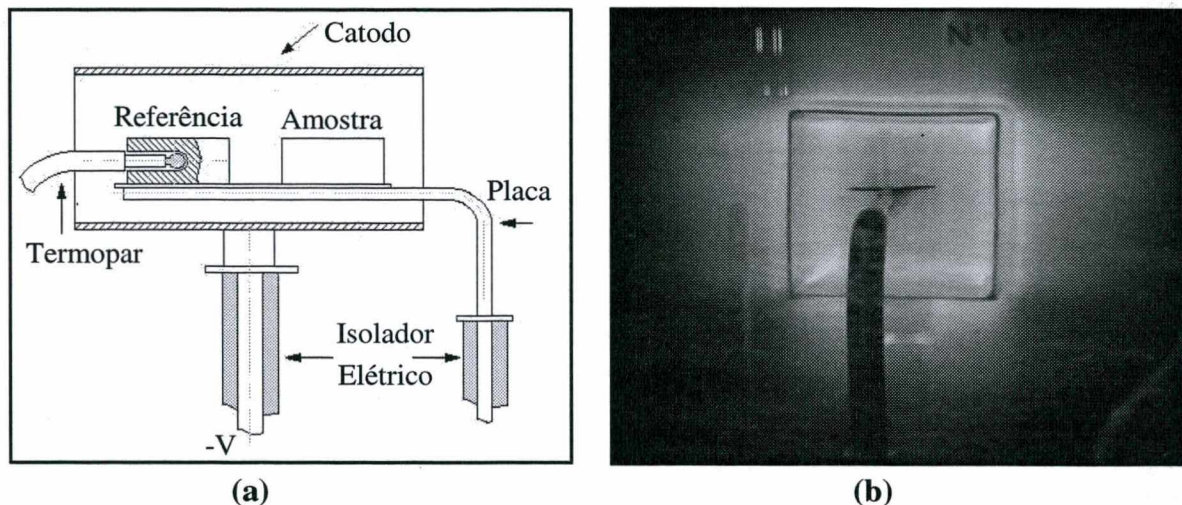 Catodo
Referência
Amostra
Placa
Termopar
Isolador
Elétrico
-V
(a)
(b)